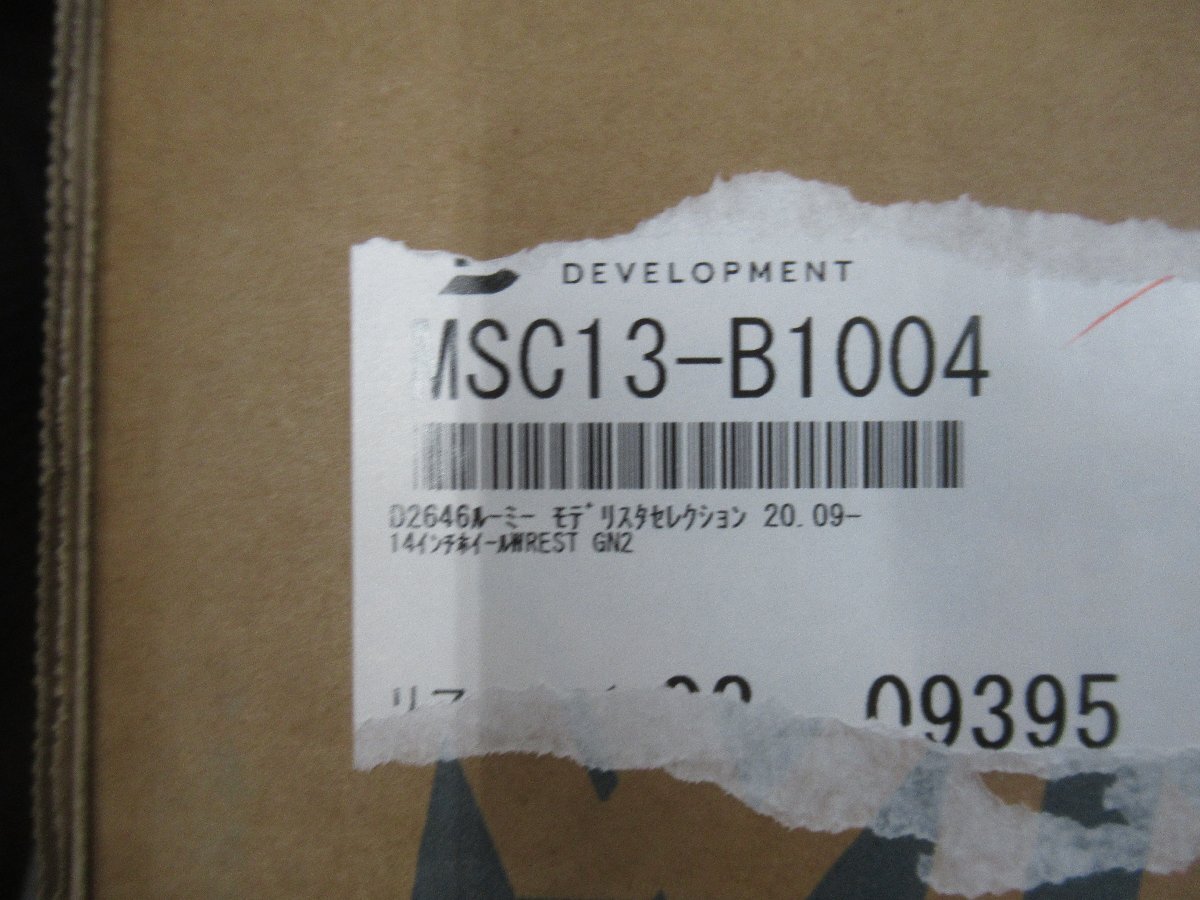 DEVELOPMENT
MSC13-B1004
D2646ﾙｰﾐｰ ﾓﾃﾞﾘｽﾀｾﾚｸｼｮﾝ 20.09-
14ｲﾝﾁﾎｲｰﾙWREST GN2
09395